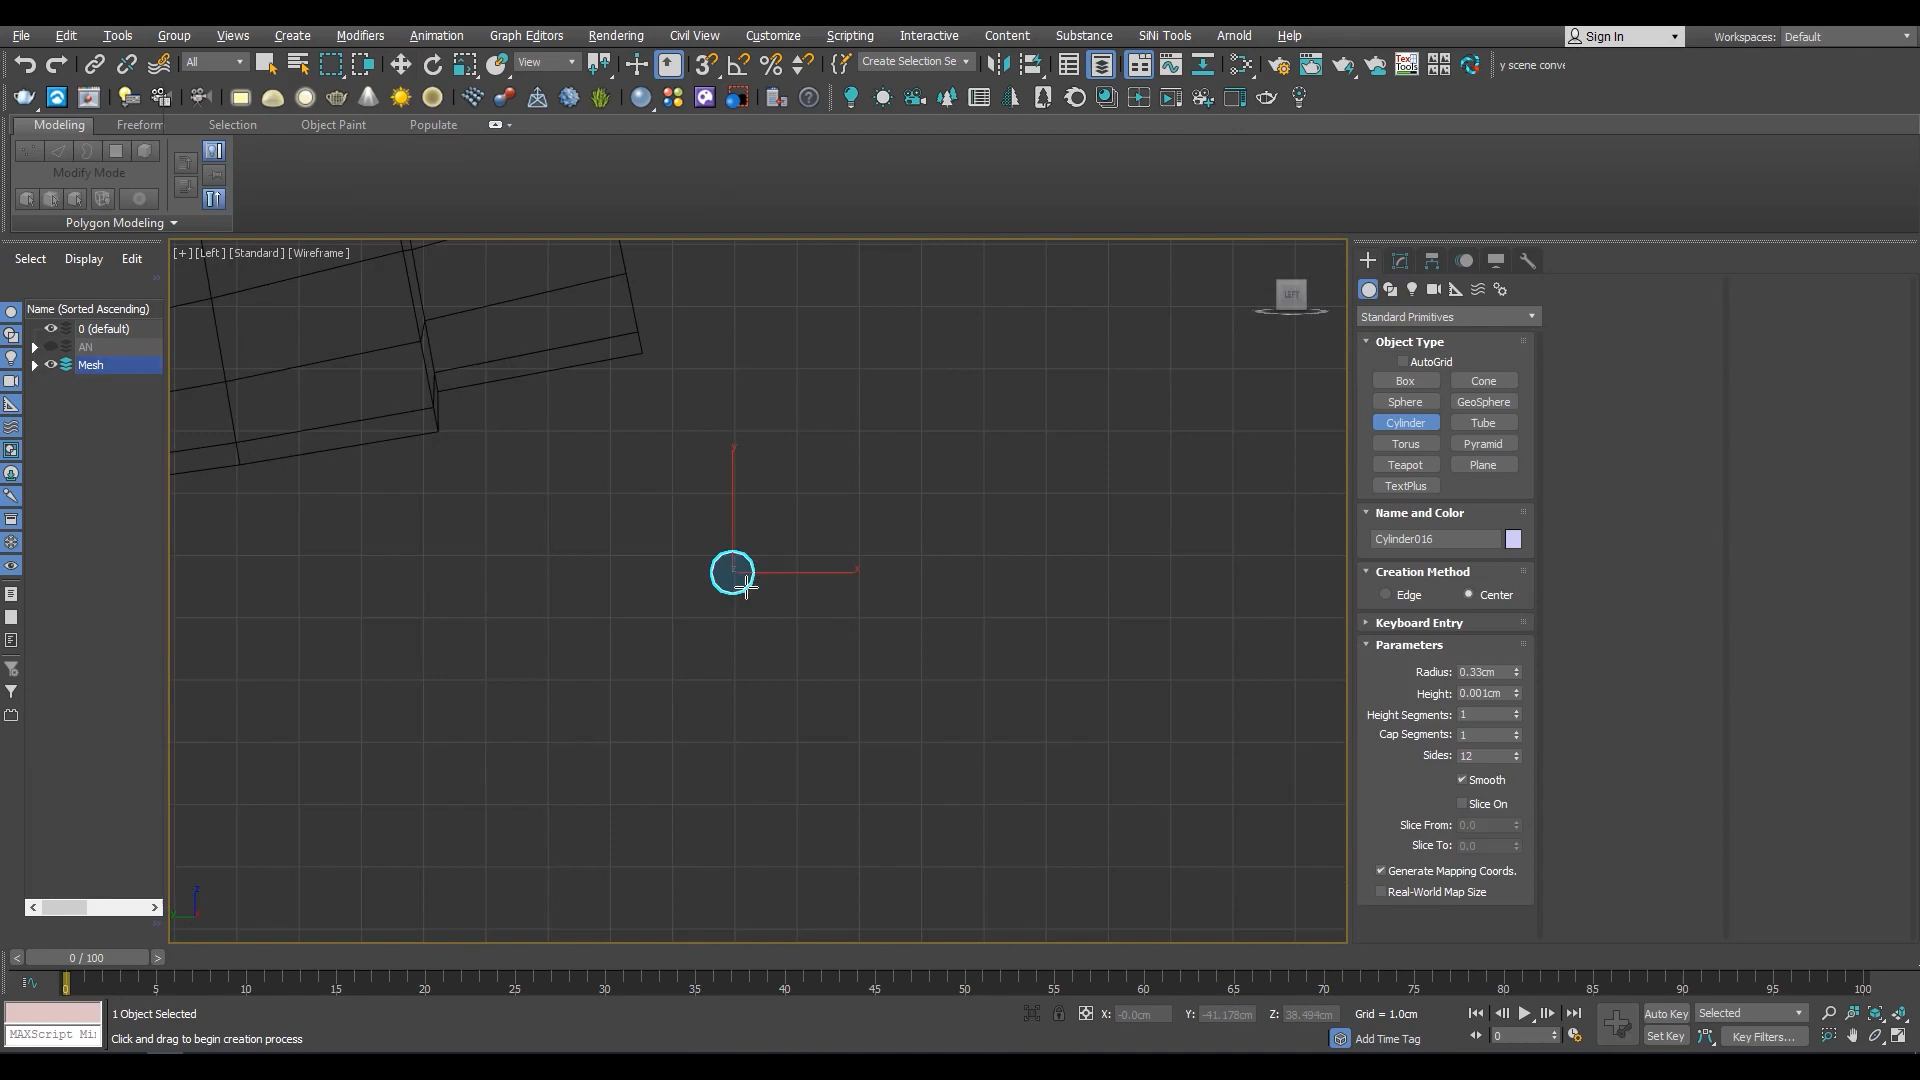 File Edit Tools Group Views Create Modifiers Animation Graph Editors Rendering Civil View Customize Scripting Interactive Content Substance SiNi Tools Arnold Help Sign In Workspaces: Default
All View Create Selection Se y scene conve
Modeling Freeform Selection Object Paint Populate
Modify Mode
Polygon Modeling
Select Display Edit
[+] [Left] [Standard] [Wireframe]
LEFT
Name (Sorted Ascending)
0 (default)
AN
Mesh
Standard Primitives
Object Type
AutoGrid
Box Cone
Sphere GeoSphere
Cylinder Tube
Torus Pyramid
Teapot Plane
TextPlus
Name and Color
Cylinder016
Creation Method
Edge Center
Keyboard Entry
Parameters
Radius: 0.33cm
Height: 0.001cm
Height Segments: 1
Cap Segments: 1
Sides: 12
Smooth
Slice On
Slice From: 0.0
Slice To: 0.0
Generate Mapping Coords.
Real-World Map Size
y
x
z
0 / 100
0 5 10 15 20 25 30 35 40 45 50 55 60 65 70 75 80 85 90 95 100
1 Object Selected X: -0.0cm Y: -41.178cm Z: 38.494cm Grid = 1.0cm Auto Key Selected
MAXScript Mi Click and drag to begin creation process Add Time Tag 0 Set Key Key Filters...